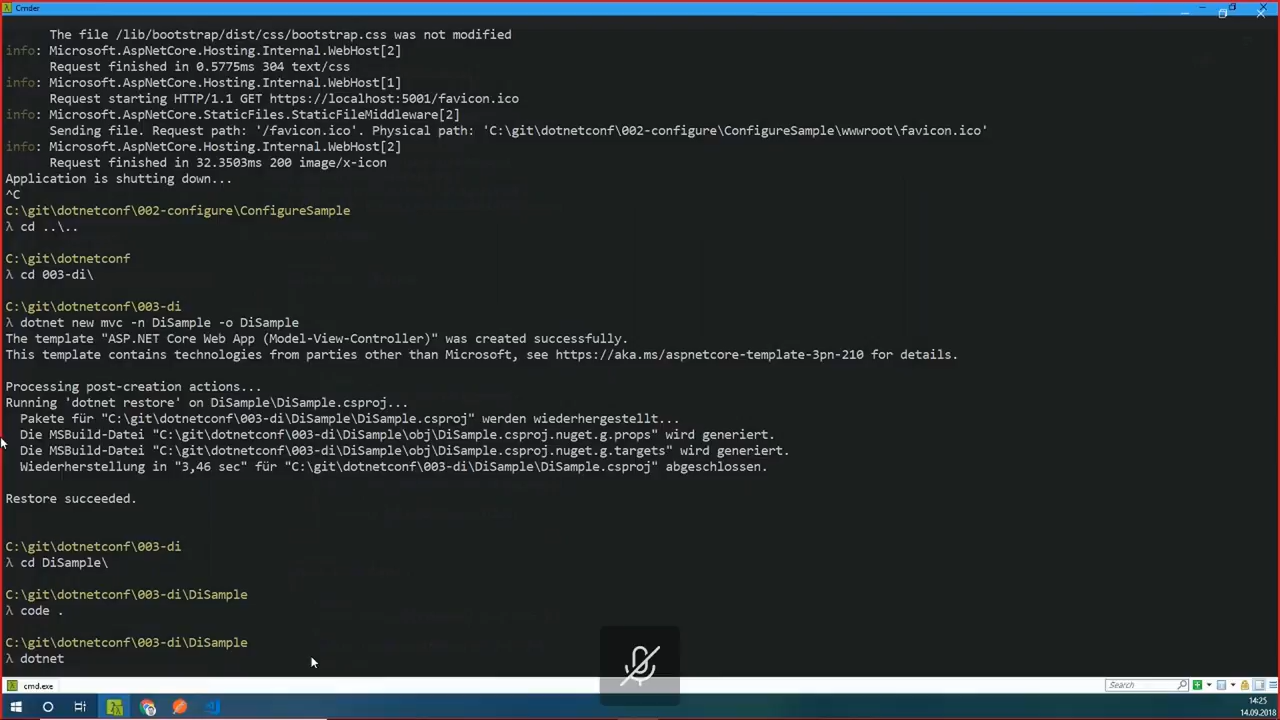 Cmder
The file /lib/bootstrap/dist/css/bootstrap.css was not modified
info: Microsoft.AspNetCore.Hosting.Internal.WebHost[2]
Request finished in 0.5775ms 304 text/css
info: Microsoft.AspNetCore.Hosting.Internal.WebHost[1]
Request starting HTTP/1.1 GET https://localhost:5001/favicon.ico
info: Microsoft.AspNetCore.StaticFiles.StaticFileMiddleware[2]
Sending file. Request path: '/favicon.ico'. Physical path: 'C:\git\dotnetconf\002-configure\ConfigureSample\wwwroot\favicon.ico'
info: Microsoft.AspNetCore.Hosting.Internal.WebHost[2]
Request finished in 32.3503ms 200 image/x-icon
Application is shutting down...
^C
C:\git\dotnetconf\002-configure\ConfigureSample
λ cd ..\..
C:\git\dotnetconf
λ cd 003-di\
C:\git\dotnetconf\003-di
λ dotnet new mvc -n DiSample -o DiSample
The template "ASP.NET Core Web App (Model-View-Controller)" was created successfully.
This template contains technologies from parties other than Microsoft, see https://aka.ms/aspnetcore-template-3pn-210 for details.
Processing post-creation actions...
Running 'dotnet restore' on DiSample\DiSample.csproj...
Pakete für "C:\git\dotnetconf\003-di\DiSample\DiSample.csproj" werden wiederhergestellt...
Die MSBuild-Datei "C:\git\dotnetconf\003-di\DiSample\obj\DiSample.csproj.nuget.g.props" wird generiert.
Die MSBuild-Datei "C:\git\dotnetconf\003-di\DiSample\obj\DiSample.csproj.nuget.g.targets" wird generiert.
Wiederherstellung in "3,46 sec" für "C:\git\dotnetconf\003-di\DiSample\DiSample.csproj" abgeschlossen.
Restore succeeded.
C:\git\dotnetconf\003-di
λ cd DiSample\
C:\git\dotnetconf\003-di\DiSample
λ code .
C:\git\dotnetconf\003-di\DiSample
λ dotnet
cmd.exe
Search
14:25
14.09.2018